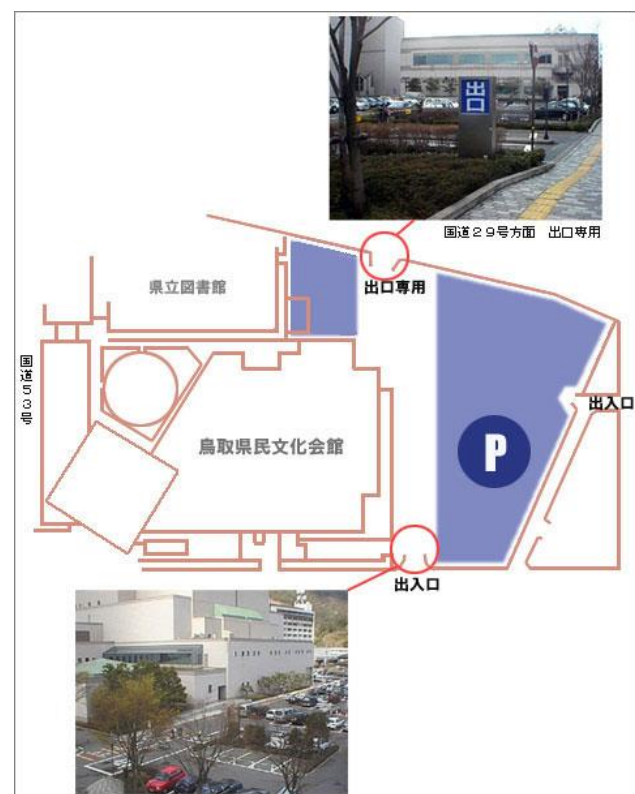 出口
国道２９号方面　出口専用
県立図書館
出口専用
国道５３号
出入口
鳥取県民文化会館
P
出入口